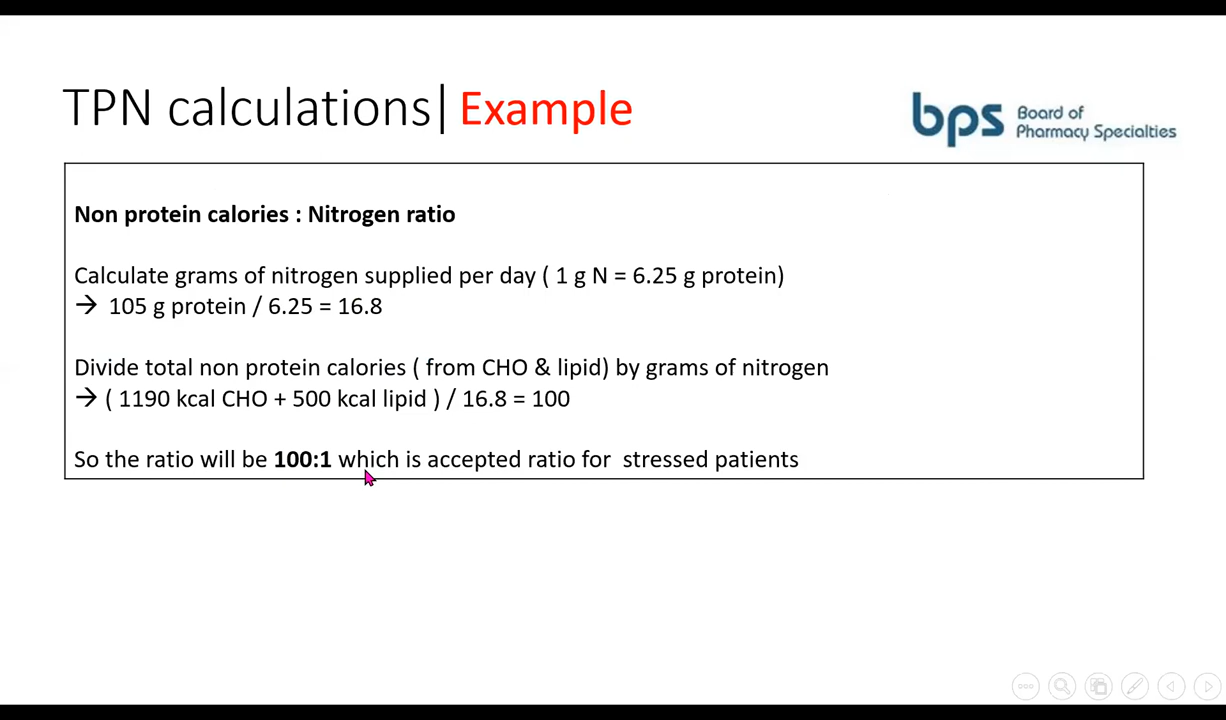 TPN calculations| Example
bps Board of
Pharmacy Specialties
Non protein calories : Nitrogen ratio
Calculate grams of nitrogen supplied per day ( 1 g N = 6.25 g protein)
→ 105 g protein / 6.25 = 16.8
Divide total non protein calories ( from CHO & lipid) by grams of nitrogen
→ ( 1190 kcal CHO + 500 kcal lipid ) / 16.8 = 100
So the ratio will be 100:1 which is accepted ratio for  stressed patients